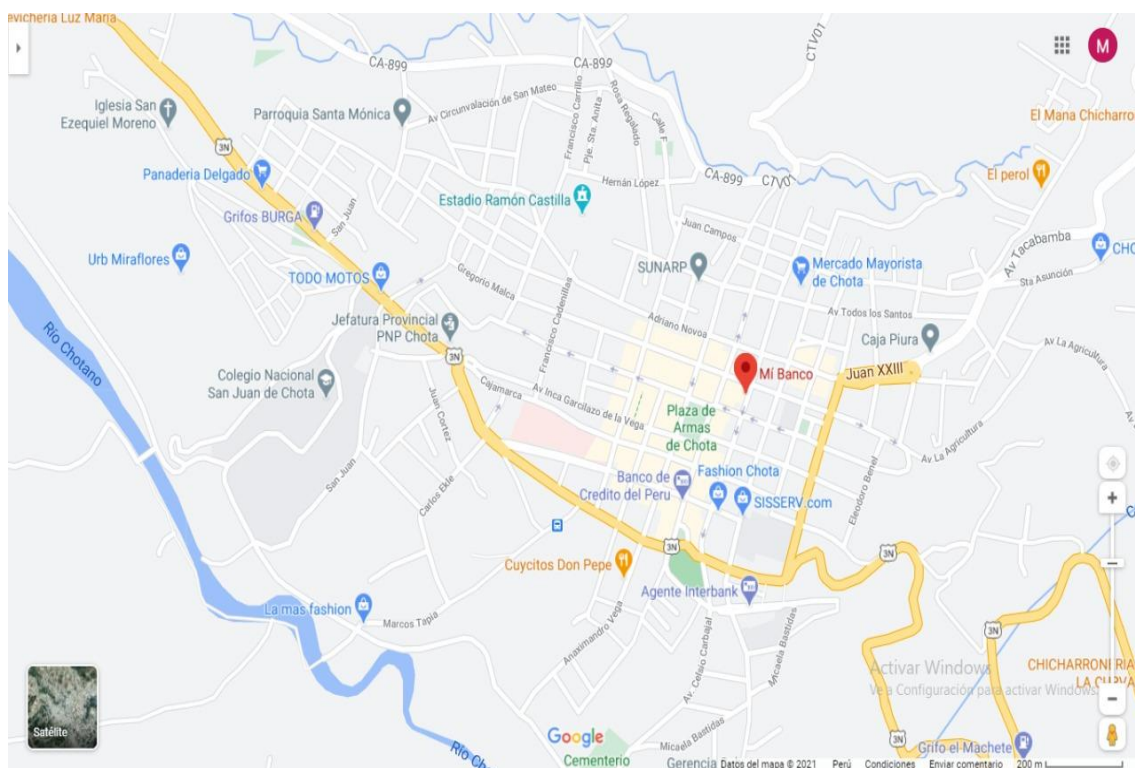 evicheria Luz Maria
CTV01
CA-899
CA-899
M
Iglesia San
Ezequiel Moreno
Parroquia Santa Mónica
Av Circunvalación de San Mateo
Francisco Carrillo
Pje. Sta. Anita
Rosa Regalado
Calle F
El Mana Chicharro
3N
Panaderia Delgado
Hernán López
CA-899
CTV01
El perol
Estadio Ramón Castilla
Grifos BURGA
San Juan
Juan Campos
Av Tacabamba
CHO
Urb Miraflores
TODO MOTOS
Gregorio Malca
SUNARP
Mercado Mayorista
de Chota
Sta Asunción
Río Chotano
Jefatura Provincial
PNP Chota
Francisco Cadenillas
Adriano Novoa
Av Todos los Santos
Caja Piura
Av La Agricultura
3N
Colegio Nacional
San Juan de Chota
Cajamarca
Av Inca Garcilazo de la Vega
Mí Banco
Juan XXIII
Juan Cortez
Plaza de
Armas
de Chota
Av La Agricultura
San Juan
Carlos Ekle
Banco de
Credito del Peru
Fashion Chota
SISSERV.com
Eleodoro Benel
3N
3N
Cuycitos Don Pepe
Agente Interbank
La mas fashion
Marcos Tapia
Anaximandro Vega
Av. Celso Carbajal
Micaela Bastidas
3N
Activar Windows
Ve a Configuración para activar Windows.
CHICHARRONERIA
LA CURVA
Satélite
Río Cho
Google
Cementerio
Micaela Bastidas
Gerencia
3N
Grifo el Machete
Datos del mapa © 2021 Perú Condiciones Enviar comentario 200 m